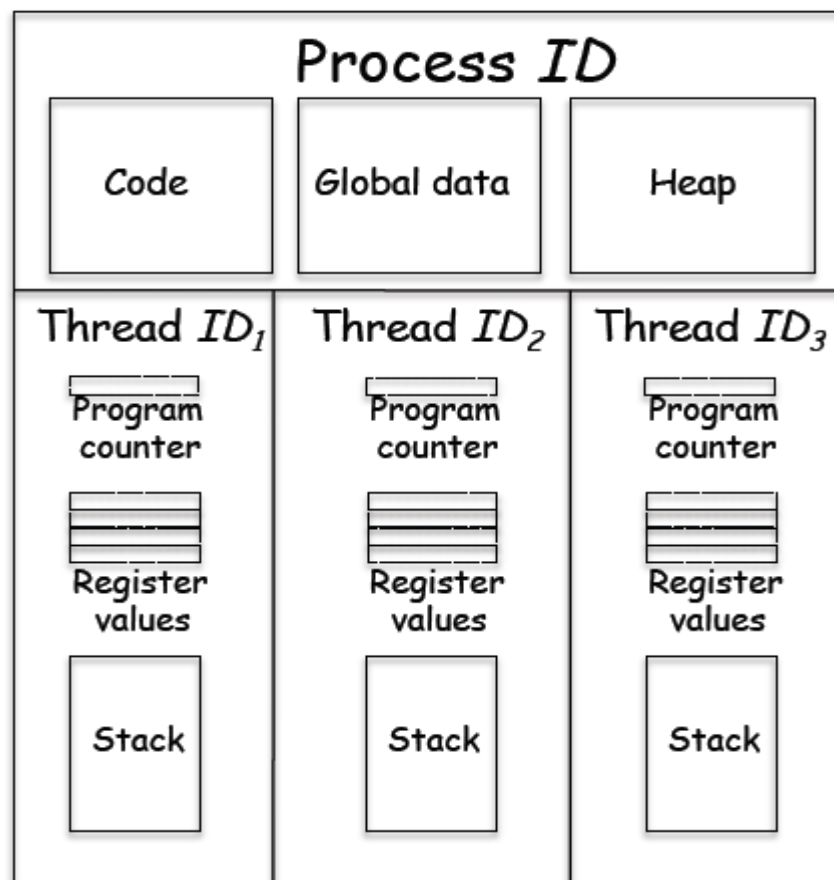 Process ID
Code Global data Heap
Thread ID1 Thread ID2 Thread ID3
Program Program Program
counter counter counter
Register Register Register
values values values
Stack Stack Stack